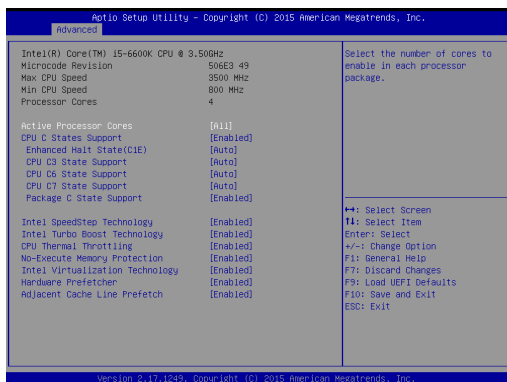 Aptio Setup Utility – Copyright (C) 2015 American Megatrends, Inc.
Advanced
Intel(R) Core(TM) i5-6600K CPU @ 3.50GHz
Microcode Revision 506E3 49
Max CPU Speed 3500 MHz
Min CPU Speed 800 MHz
Processor Cores 4
Active Processor Cores [All]
CPU C States Support [Enabled]
Enhanced Halt State(C1E) [Auto]
CPU C3 State Support [Auto]
CPU C6 State Support [Auto]
CPU C7 State Support [Auto]
Package C State Support [Enabled]
Intel SpeedStep Technology [Enabled]
Intel Turbo Boost Technology [Enabled]
CPU Thermal Throttling [Enabled]
No-Execute Memory Protection [Enabled]
Intel Virtualization Technology [Enabled]
Hardware Prefetcher [Enabled]
Adjacent Cache Line Prefetch [Enabled]
Select the number of cores to
enable in each processor
package.
↔: Select Screen
↑↓: Select Item
Enter: Select
+/-: Change Option
F1: General Help
F7: Discard Changes
F9: Load UEFI Defaults
F10: Save and Exit
ESC: Exit
Version 2.17.1249. Copyright (C) 2015 American Megatrends, Inc.